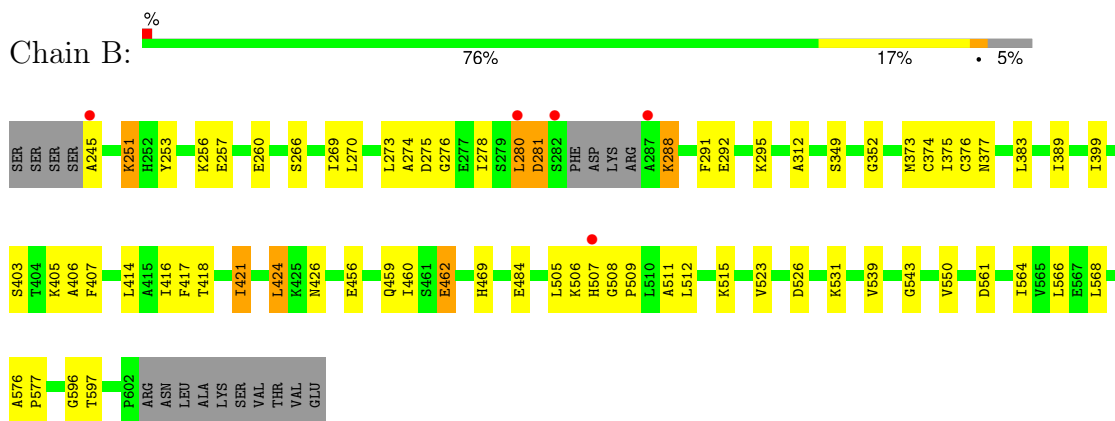 %
Chain B:
76% 17% • 5%
SER SER SER SER A245 K251 H252 Y253 K256 E257 E260 S266 I269 L270 L273 A274 D275 G276 E277 I278 S279 L280 D281 S282 PHE ASP LYS ARG A287 K288 F291 E292 K295 A312 S349 G352 M373 C374 I375 C376 N377 L383 I389 I399
S403 T404 K405 A406 F407 L414 A415 I416 F417 T418 I421 L424 K425 N426 E456 Q459 I460 S461 E462 H469 E484 L505 K506 H507 G508 P509 L510 A511 L512 K515 V523 D526 K531 V539 G543 V550 D561 I564 V565 L566 E567 L568
A576 P577 G596 T597 P602 ARG ASN LEU ALA LYS SER VAL THR VAL GLU